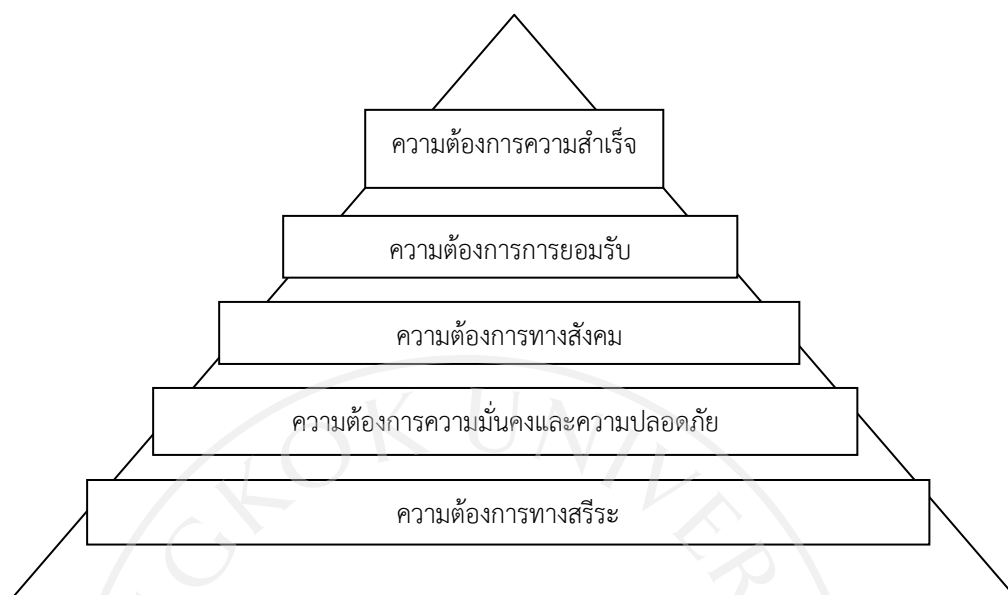 ความต้องการความสำเร็จ
ความต้องการการยอมรับ
ความต้องการทางสังคม
ความต้องการความมั่นคงและความปลอดภัย
ความต้องการทางสรีระ
GKOK UNIVER